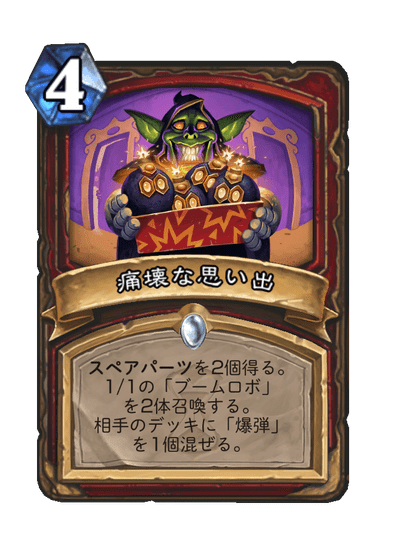 4
痛壊な思い出
スペアパーツを2個得る。
1/1の「ブームロボ」
を2体召喚する。
相手のデッキに「爆弾」
を1個混ぜる。